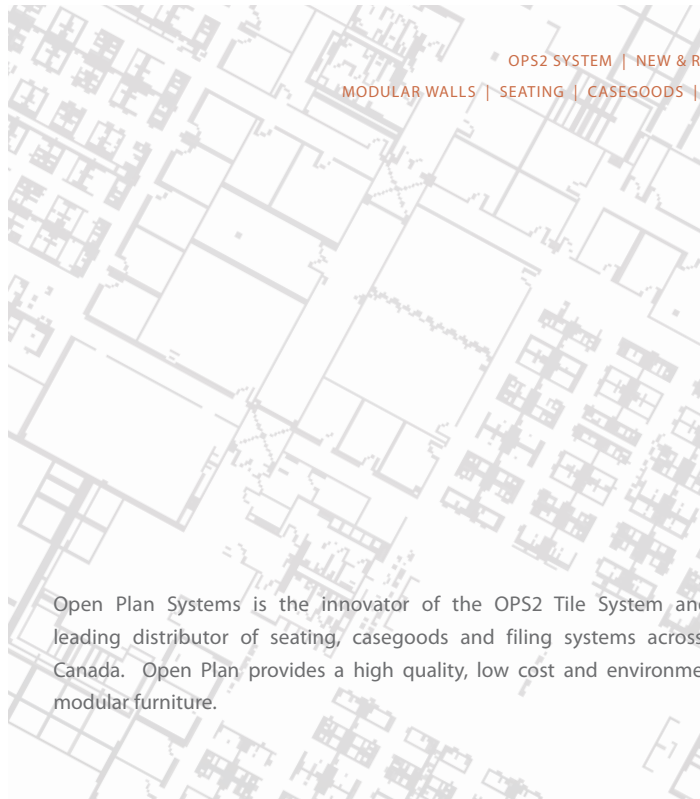 OPS2 SYSTEM | NEW & R
MODULAR WALLS | SEATING | CASEGOODS |
Open Plan Systems is the innovator of the OPS2 Tile System and
leading distributor of seating, casegoods and filing systems across
Canada. Open Plan provides a high quality, low cost and environme
modular furniture.